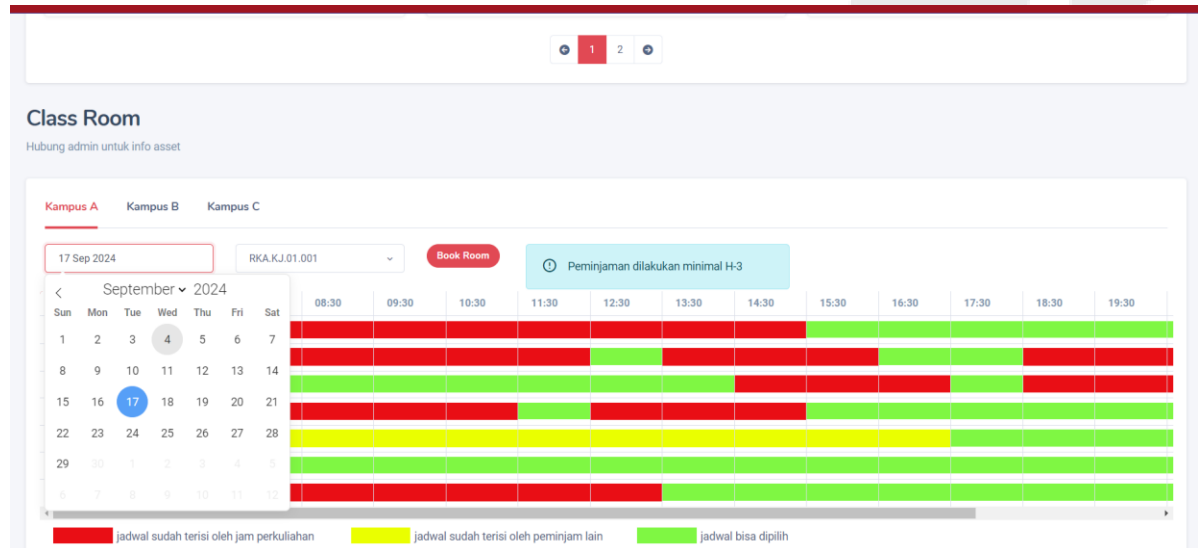 1 2
Class Room
Hubung admin untuk info asset
Kampus A Kampus B Kampus C
17 Sep 2024 RKA.KJ.01.001 Book Room Peminjaman dilakukan minimal H-3
September 2024
08:30 09:30 10:30 11:30 12:30 13:30 14:30 15:30 16:30 17:30 18:30 19:30
Sun Mon Tue Wed Thu Fri Sat
1 2 3 4 5 6 7
8 9 10 11 12 13 14
15 16 17 18 19 20 21
22 23 24 25 26 27 28
29 30 1 2 3 4 5
6 7 8 9 10 11 12
jadwal sudah terisi oleh jam perkuliahan jadwal sudah terisi oleh peminjam lain jadwal bisa dipilih